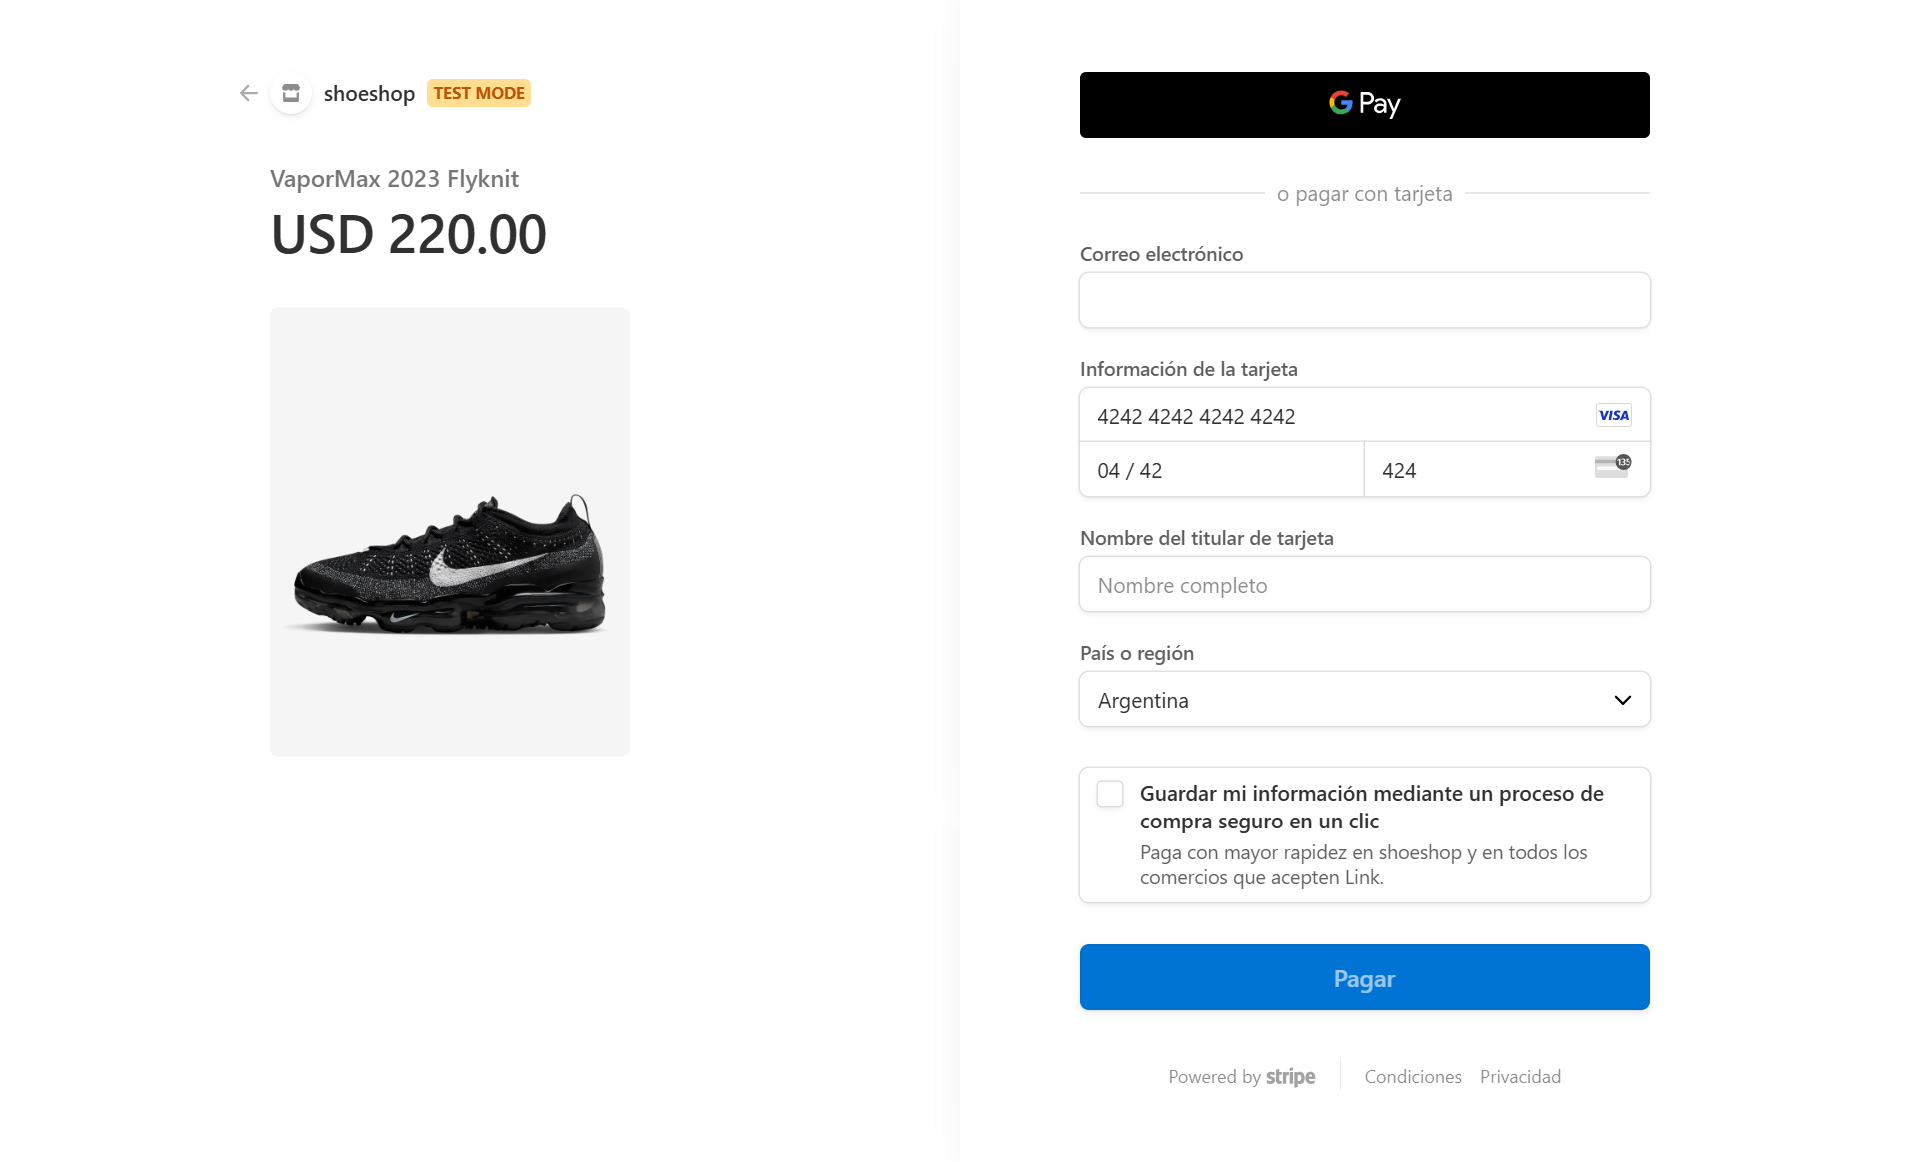 shoeshop TEST MODE
VaporMax 2023 Flyknit
USD 220.00
G Pay
o pagar con tarjeta
Correo electrónico
Información de la tarjeta
4242 4242 4242 4242 VISA
04 / 42
424 135
Nombre del titular de tarjeta
Nombre completo
País o región
Argentina
Guardar mi información mediante un proceso de
compra seguro en un clic
Paga con mayor rapidez en shoeshop y en todos los
comercios que acepten Link.
Pagar
Powered by stripe
Condiciones Privacidad